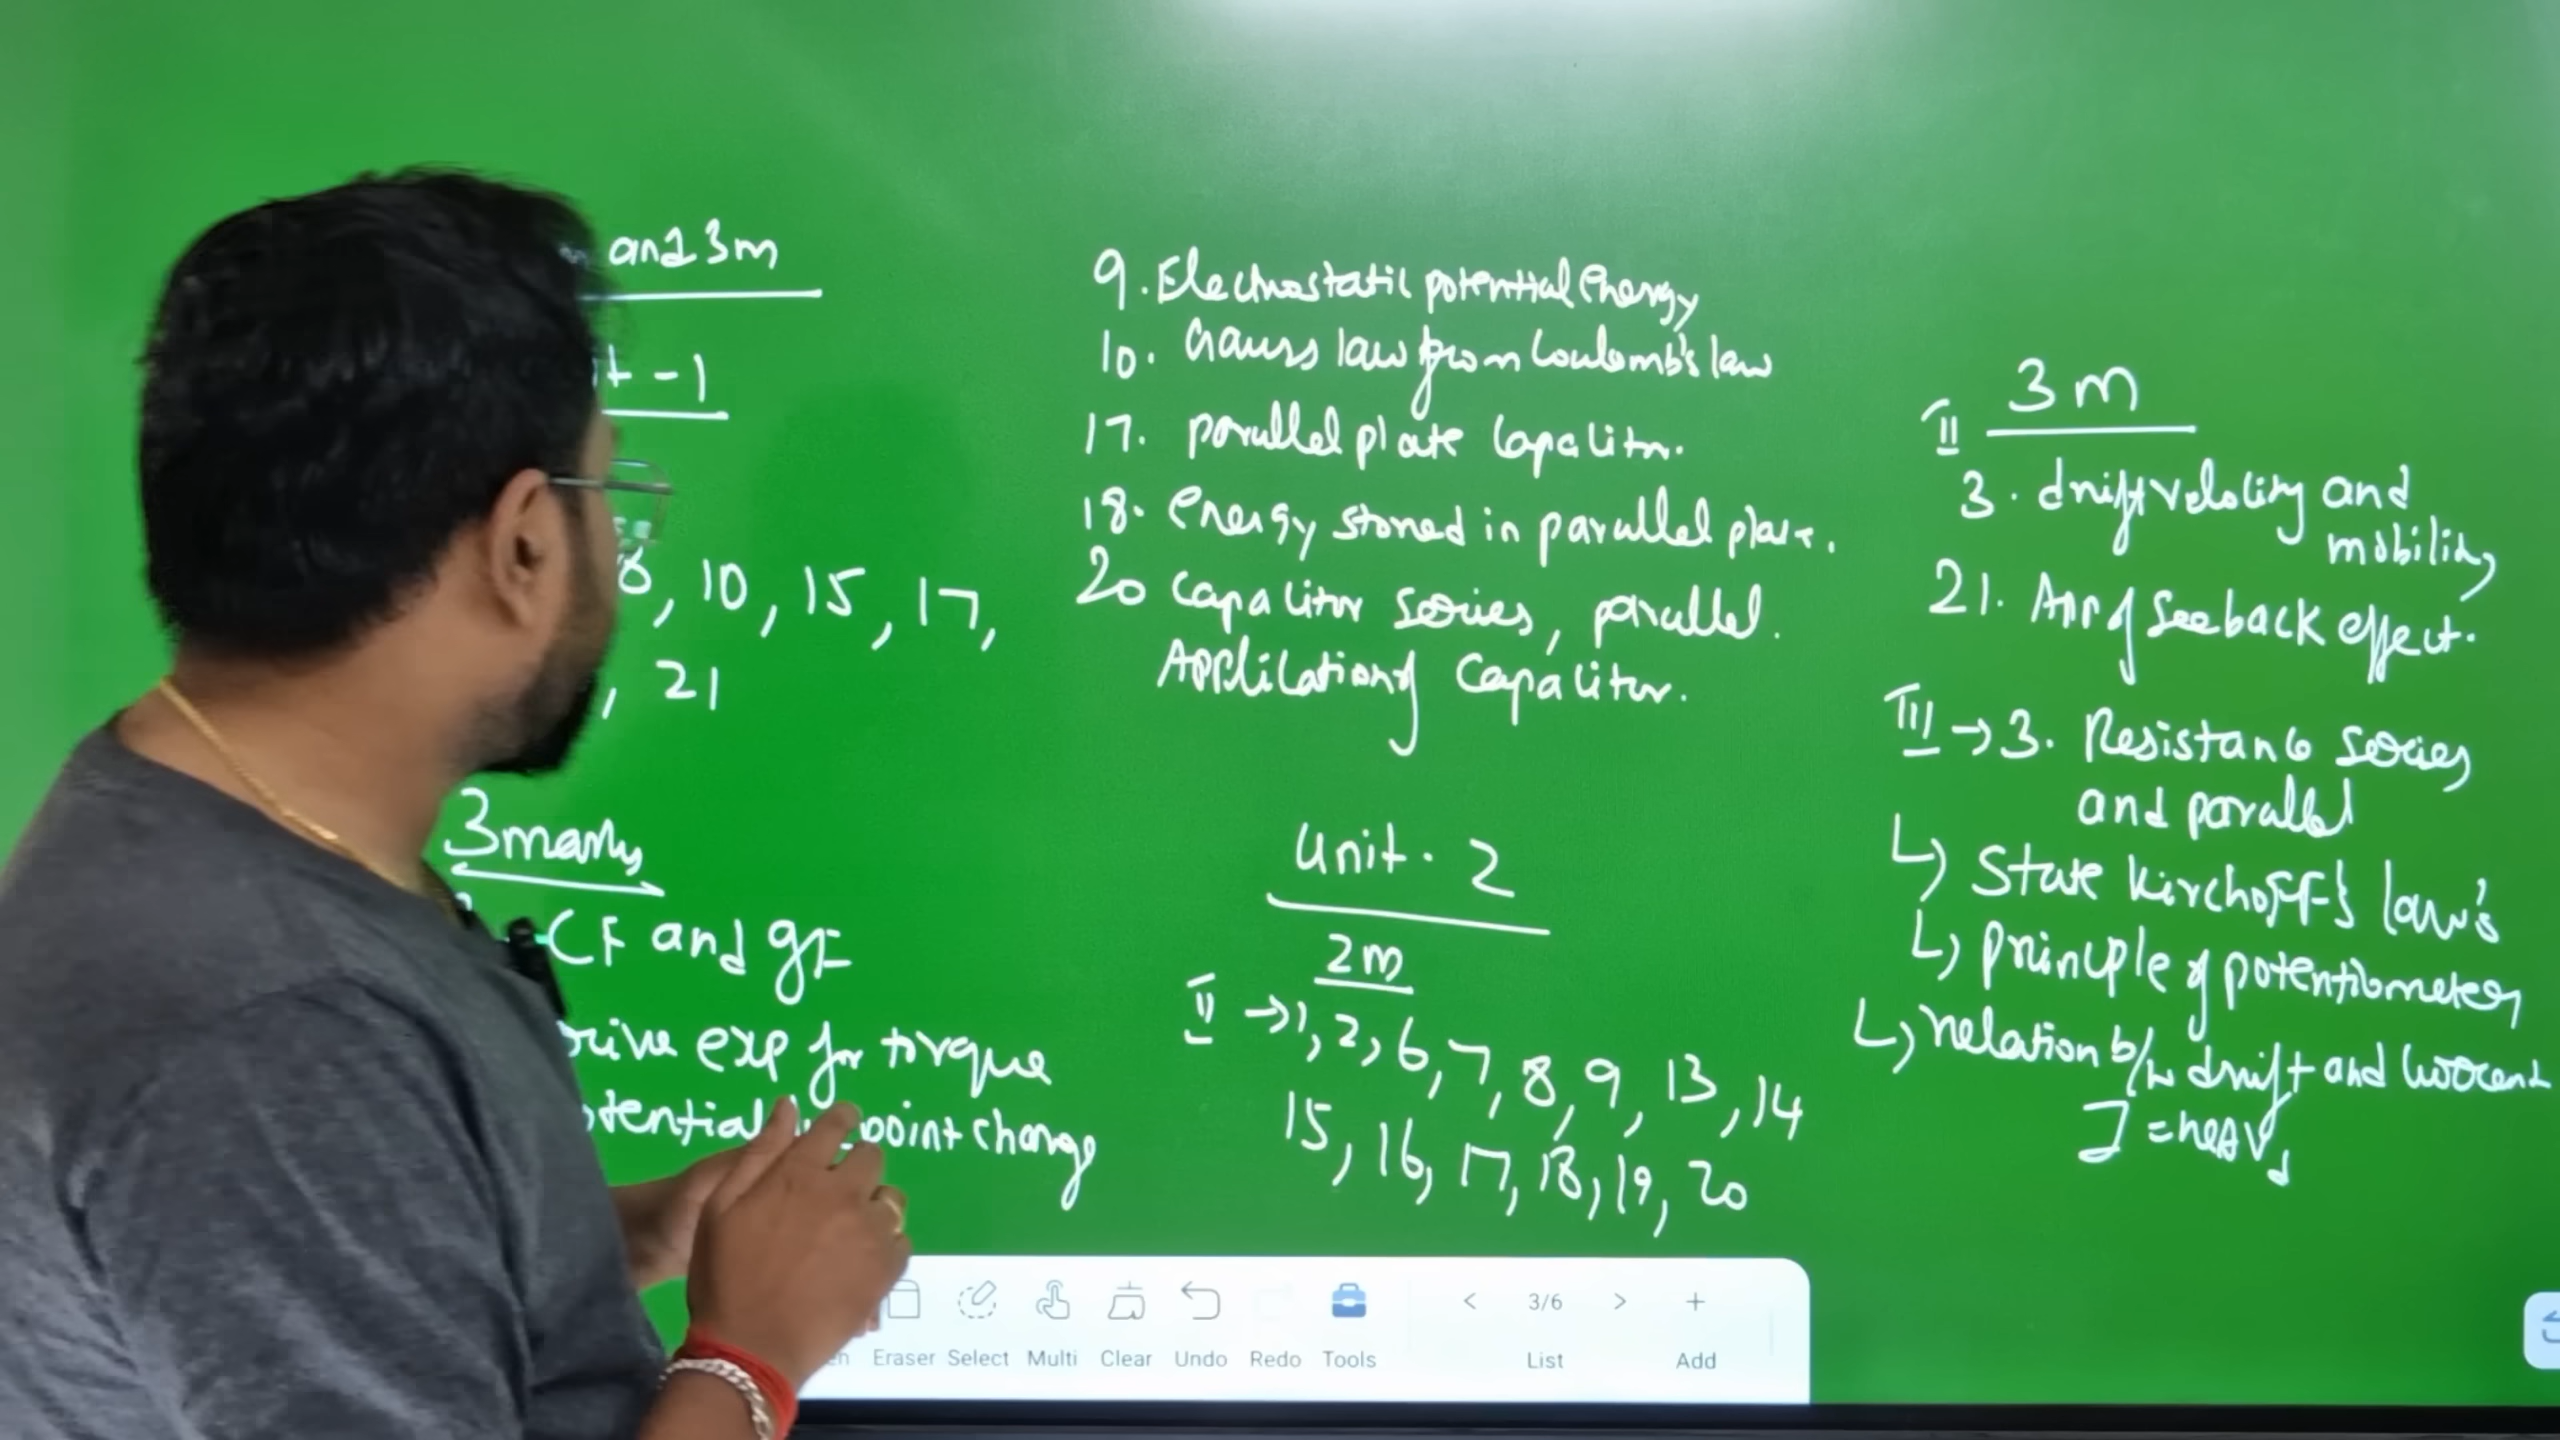 and 3m
-1
8, 10, 15, 17,
, 21
3 marks
CF and gF
exp for torque
point charge
9. Electrostatic potential Energy
10. Gauss law from Coulomb's law
17. parallel plate Capacitor.
18. Energy stored in parallel plate.
20 Capacitor series, parallel.
Application of Capacitor.
Unit. 2
2m
II → 1, 2, 6, 7, 8, 9, 13, 14
15, 16, 17, 18, 19, 20
3m
II
3. drift velocity and
mobility
21. App of Seeback effect.
III → 3. Resistance series
and parallel
↳ State Kirchoff's law's
↳ principle of potentiometer
↳ relation b/w drift and current
I = neAVd
Eraser Select Multi Clear Undo Redo Tools
< 3/6 > +
List Add